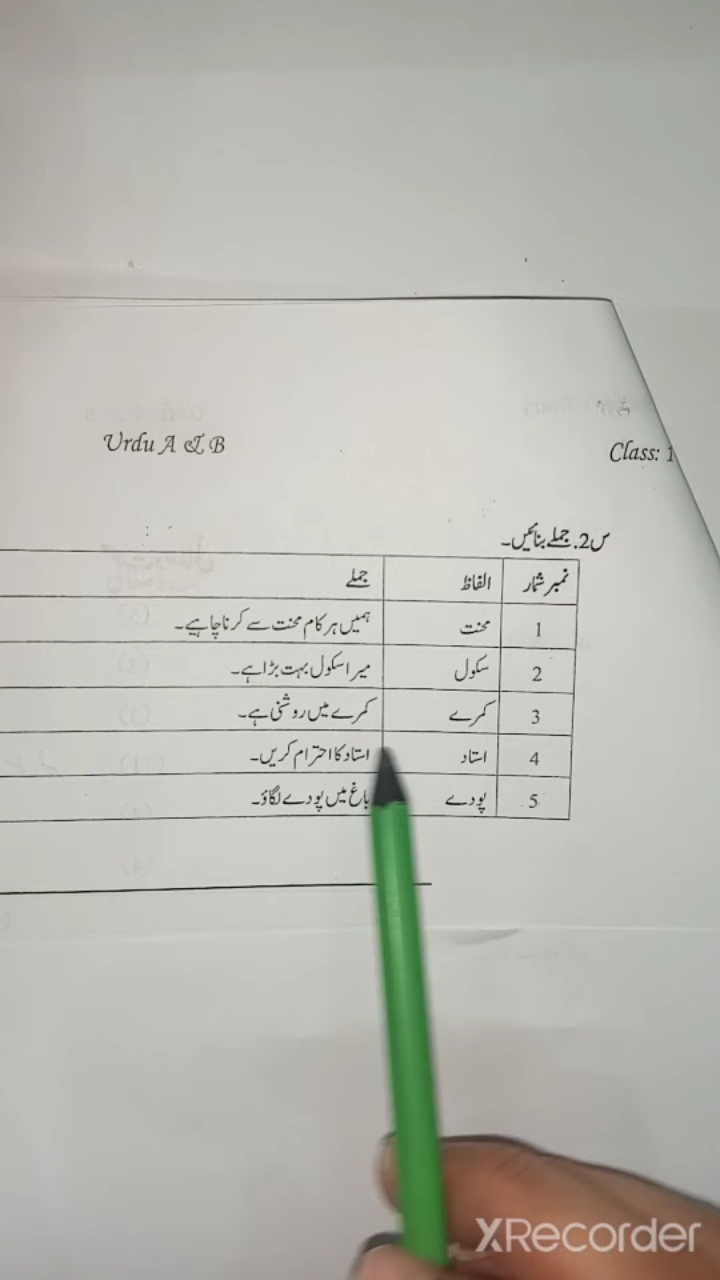 Urdu A & B
Class: 1
س2. جملے بنائیں۔
نمبر شمار الفاظ جملے
1 محنت ہمیں ہر کام محنت سے کرنا چاہیے۔
2 سکول میرا سکول بہت بڑا ہے۔
3 کمرے کمرے میں روشنی ہے۔
4 استاد استاد کا احترام کریں۔
5 پودے باغ میں پودے لگاؤ۔
XRecorder